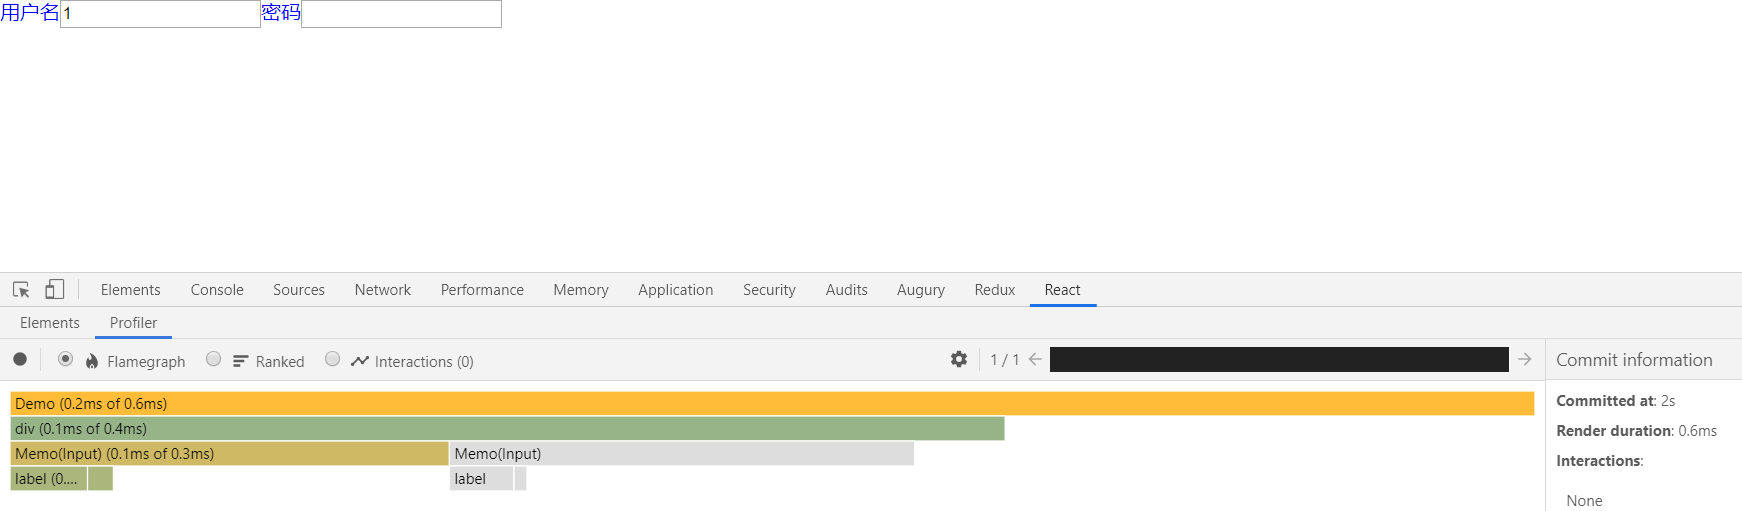 用户名 1 密码
Elements Console Sources Network Performance Memory Application Security Audits Augury Redux React
Elements Profiler
Flamegraph Ranked Interactions (0) 1 / 1 Commit information
Demo (0.2ms of 0.6ms)
Committed at: 2s
div (0.1ms of 0.4ms)
Render duration: 0.6ms
Memo(Input) (0.1ms of 0.3ms) Memo(Input)
Interactions:
label (0.... label
None